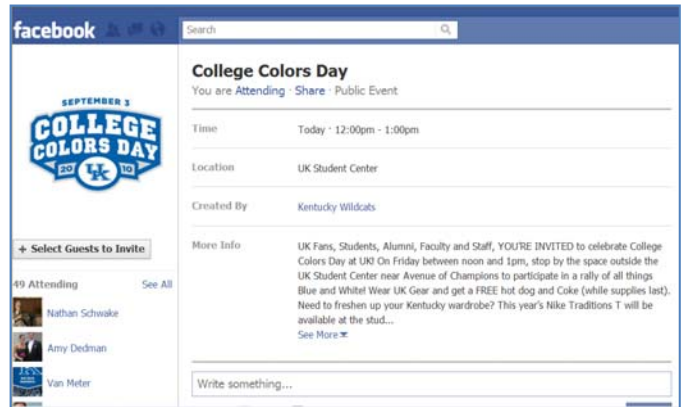 facebook
Search
SEPTEMBER 3
COLLEGE
COLORS DAY
20 UK 10
+ Select Guests to Invite
49 Attending See All
Nathan Schwake
Amy Dedman
Van Meter
College Colors Day
You are Attending · Share · Public Event
Time Today · 12:00pm - 1:00pm
Location UK Student Center
Created By Kentucky Wildcats
More Info UK Fans, Students, Alumni, Faculty and Staff, YOU'RE INVITED to celebrate College
Colors Day at UK! On Friday between noon and 1pm, stop by the space outside the
UK Student Center near Avenue of Champions to participate in a rally of all things
Blue and White! Wear UK Gear and get a FREE hot dog and Coke (while supplies last).
Need to freshen up your Kentucky wardrobe? This year's Nike Traditions T will be
available at the stud...
See More
Write something...